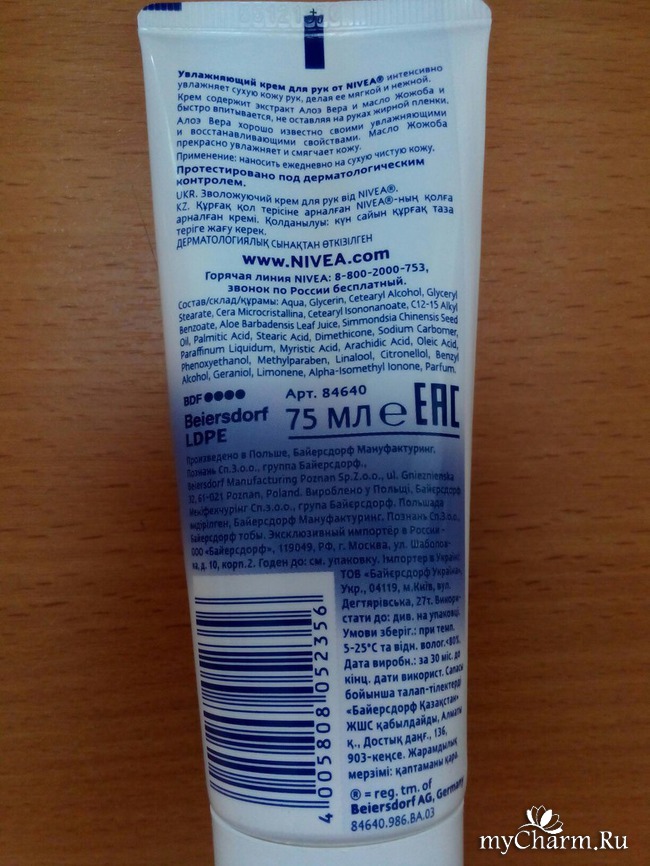 Увлажняющий крем для рук от NIVEA® интенсивно
увлажняет сухую кожу рук, делая ее мягкой и нежной.
Крем содержит экстракт Алоэ Вера и масло Жожоба и
быстро впитывается, не оставляя на руках жирной пленки.
Алоэ Вера хорошо известно своими увлажняющими
и восстанавливающими свойствами. Масло Жожоба
прекрасно увлажняет и смягчает кожу.
Применение: наносить ежедневно на сухую чистую кожу.
Протестировано под дерматологическим
контролем.
UKR. Зволожуючий крем для рук від NIVEA®.
KZ. Құрғақ қол терісіне арналған NIVEA®-ның қолға
арналған кремі. Қолданылуы: күн сайын құрғақ таза
теріге жағу керек.
ДЕРМАТОЛОГИЯЛЫҚ СЫНАҚТАН ӨТКІЗІЛГЕН
www.NIVEA.com
Горячая линия NIVEA: 8-800-2000-753,
звонок по России бесплатный.
Состав/склад/құрамы: Aqua, Glycerin, Cetearyl Alcohol, Glyceryl
Stearate, Cera Microcristallina, Cetearyl Isononanoate, C12-15 Alkyl
Benzoate, Aloe Barbadensis Leaf Juice, Simmondsia Chinensis Seed
Oil, Palmitic Acid, Stearic Acid, Dimethicone, Sodium Carbomer,
Paraffinum Liquidum, Myristic Acid, Arachidic Acid, Oleic Acid,
Phenoxyethanol, Methylparaben, Linalool, Citronellol, Benzyl
Alcohol, Geraniol, Limonene, Alpha-Isomethyl Ionone, Parfum.
BDF ●●●● Арт. 84640
Beiersdorf 75 МЛ ℮ EAC
LDPE
Произведено в Польше, Байерсдорф Мануфактуринг.
Познань Сп.З.о.о., группа Байерсдорф.,
Beiersdorf Manufacturing Poznan Sp.Z.o.o., ul. Gnieznienska
32, 61-021 Poznan, Poland. Вироблено у Польщі, Байєрсдорф
Менюфекчурінг Сп.З.о.о., група Байєрсдорф. Польшада
өндірілген, Байерсдорф Мануфактуринг. Познань Сп.З.о.о.,
Байерсдорф тобы. Эксклюзивный импортёр в России –
ООО «Байерсдорф», 119049, РФ, г. Москва, ул. Шаболов-
ка, д. 10, корп.2. Годен до: см. упаковку. Імпортер в Україні:
ТОВ «Байєрсдорф Україна»,
Укр., 04119, м.Київ, вул.
Дегтярівська, 27т. Викори-
стати до: див. на упаковці.
Умови зберіг.: при темп.
5-25°C та відн. волог.<80%.
Дата виробн.: за 30 міс. до
кінц. дати використ. Сапасы
бойынша талап-тілектерді
«Байерсдорф Қазақстан»
ЖШС қабылдайды, Алматы
қ., Достық даңғ., 136,
903-кеңсе. Жарамдылық
мерзімі: қаптаманы қара.
® = reg. tm. of
Beiersdorf AG, Germany
84640.986.BA.03
4 005808 052356
myCharm.Ru